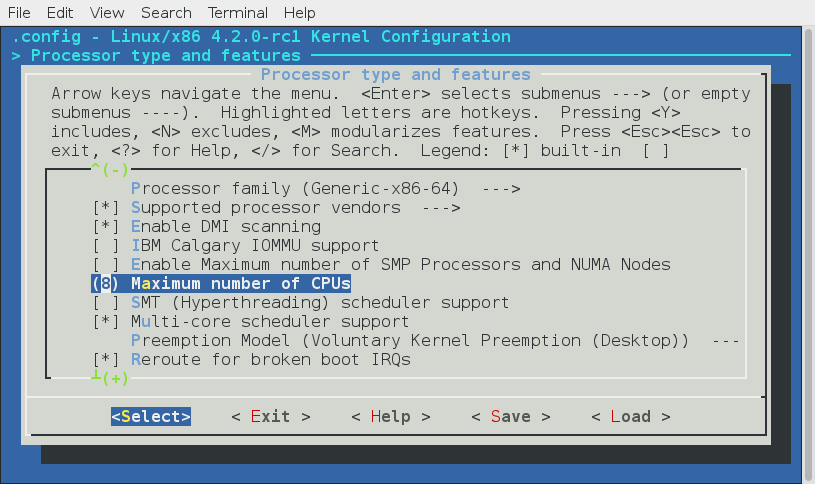 File Edit View Search Terminal Help
.config - Linux/x86 4.2.0-rc1 Kernel Configuration
> Processor type and features
Processor type and features
Arrow keys navigate the menu.  <Enter> selects submenus ---> (or empty
submenus ----).  Highlighted letters are hotkeys.  Pressing <Y>
includes, <N> excludes, <M> modularizes features.  Press <Esc><Esc> to
exit, <?> for Help, </> for Search.  Legend: [*] built-in  [ ]
^(-)
Processor family (Generic-x86-64)  --->
[*] Supported processor vendors  --->
[*] Enable DMI scanning
[ ] IBM Calgary IOMMU support
[ ] Enable Maximum number of SMP Processors and NUMA Nodes
(8) Maximum number of CPUs
[ ] SMT (Hyperthreading) scheduler support
[*] Multi-core scheduler support
Preemption Model (Voluntary Kernel Preemption (Desktop))  ---
[*] Reroute for broken boot IRQs
┴(+)
<Select>    < Exit >    < Help >    < Save >    < Load >